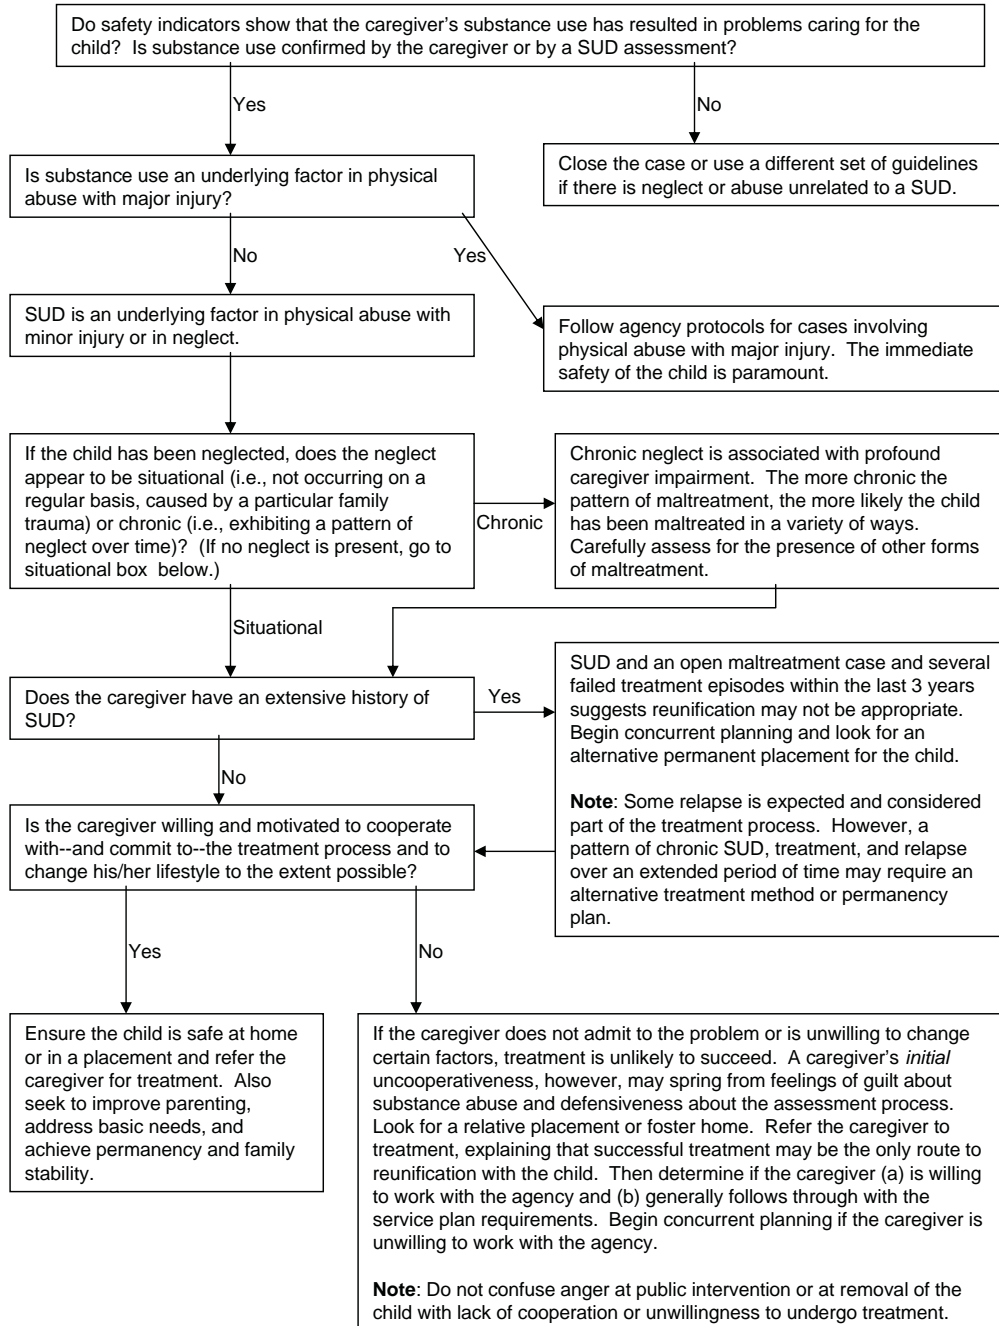 Do safety indicators show that the caregiver's substance use has resulted in problems caring for the
child? Is substance use confirmed by the caregiver or by a SUD assessment?
Yes
No
Is substance use an underlying factor in physical
abuse with major injury?
Close the case or use a different set of guidelines
if there is neglect or abuse unrelated to a SUD.
No
Yes
SUD is an underlying factor in physical abuse with
minor injury or in neglect.
Follow agency protocols for cases involving
physical abuse with major injury. The immediate
safety of the child is paramount.
If the child has been neglected, does the neglect
appear to be situational (i.e., not occurring on a
regular basis, caused by a particular family
trauma) or chronic (i.e., exhibiting a pattern of
neglect over time)? (If no neglect is present, go to
situational box below.)
Chronic
Chronic neglect is associated with profound
caregiver impairment. The more chronic the
pattern of maltreatment, the more likely the child
has been maltreated in a variety of ways.
Carefully assess for the presence of other forms
of maltreatment.
Situational
Does the caregiver have an extensive history of
SUD?
Yes
SUD and an open maltreatment case and several
failed treatment episodes within the last 3 years
suggests reunification may not be appropriate.
Begin concurrent planning and look for an
alternative permanent placement for the child.
Note: Some relapse is expected and considered
part of the treatment process. However, a
pattern of chronic SUD, treatment, and relapse
over an extended period of time may require an
alternative treatment method or permanency
plan.
No
Is the caregiver willing and motivated to cooperate
with--and commit to--the treatment process and to
change his/her lifestyle to the extent possible?
Yes
No
Ensure the child is safe at home
or in a placement and refer the
caregiver for treatment. Also
seek to improve parenting,
address basic needs, and
achieve permanency and family
stability.
If the caregiver does not admit to the problem or is unwilling to change
certain factors, treatment is unlikely to succeed. A caregiver's initial
uncooperativeness, however, may spring from feelings of guilt about
substance abuse and defensiveness about the assessment process.
Look for a relative placement or foster home. Refer the caregiver to
treatment, explaining that successful treatment may be the only route to
reunification with the child. Then determine if the caregiver (a) is willing
to work with the agency and (b) generally follows through with the
service plan requirements. Begin concurrent planning if the caregiver is
unwilling to work with the agency.
Note: Do not confuse anger at public intervention or at removal of the
child with lack of cooperation or unwillingness to undergo treatment.